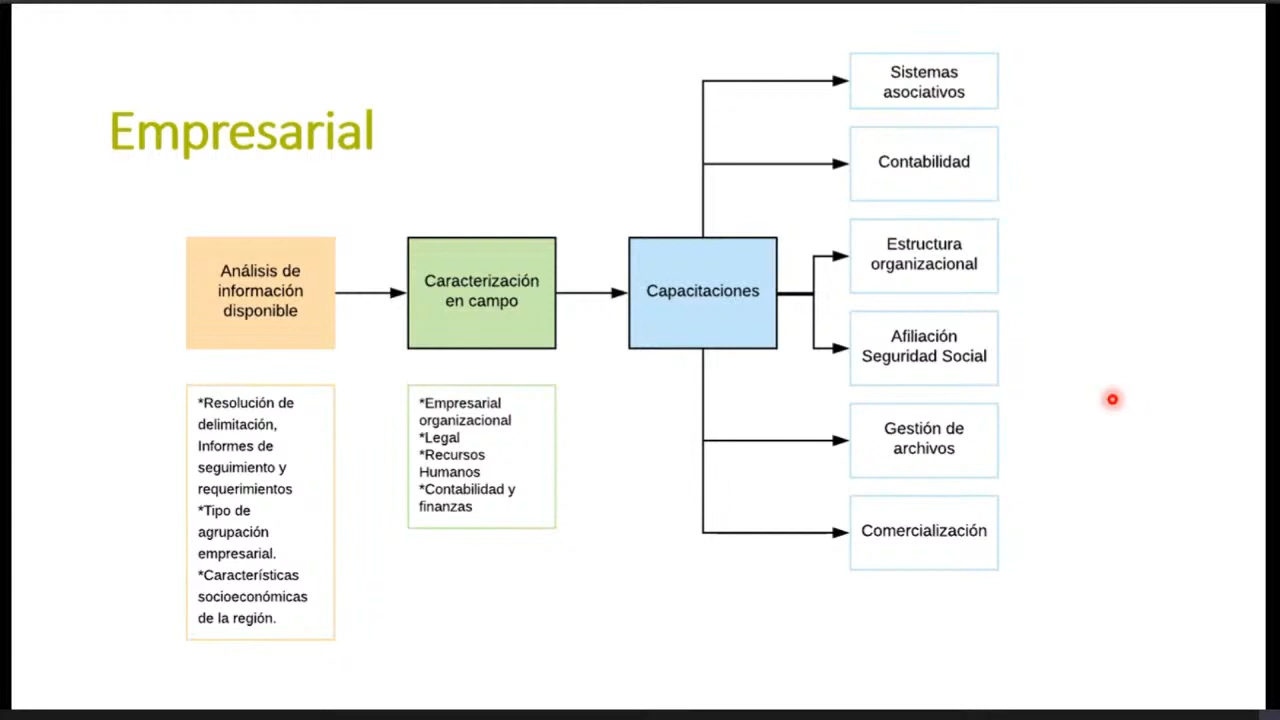 Empresarial
Análisis de
información
disponible
*Resolución de
delimitación,
Informes de
seguimiento y
requerimientos
*Tipo de
agrupación
empresarial.
*Características
socioeconómicas
de la región.
Caracterización
en campo
*Empresarial
organizacional
*Legal
*Recursos
Humanos
*Contabilidad y
finanzas
Capacitaciones
Sistemas
asociativos
Contabilidad
Estructura
organizacional
Afiliación
Seguridad Social
Gestión de
archivos
Comercialización